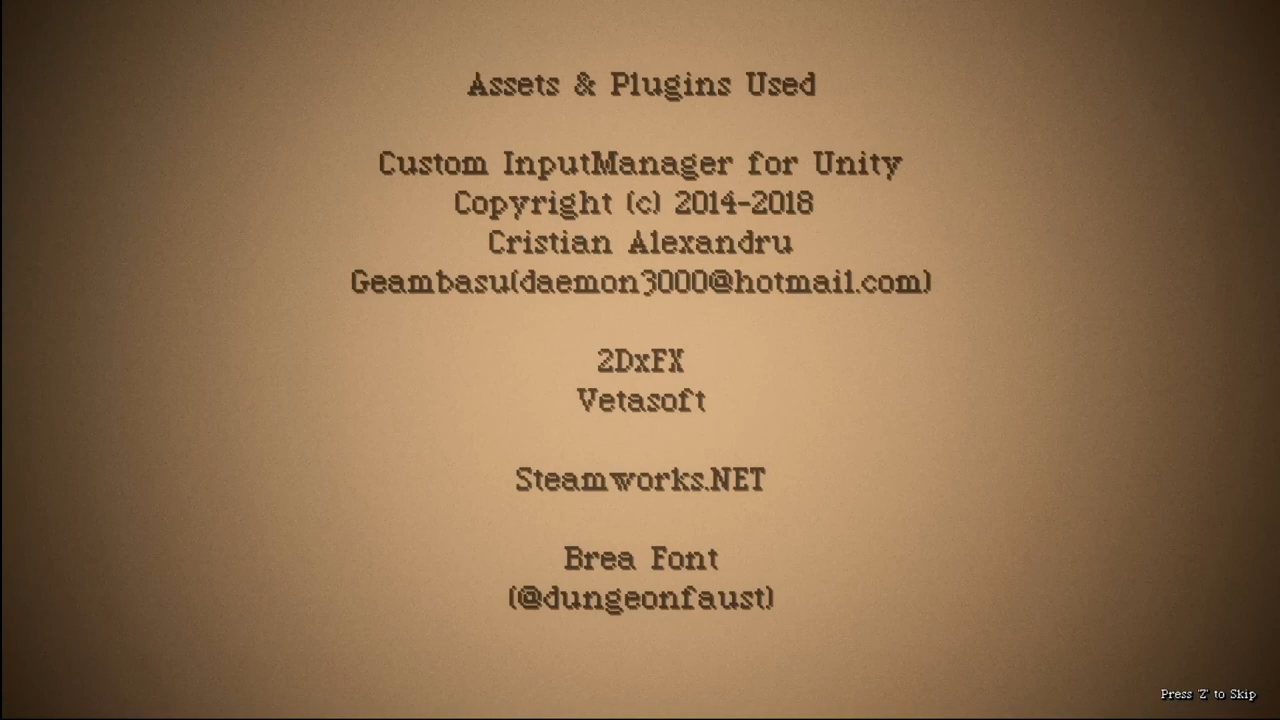 Assets & Plugins Used
Custom InputManager for Unity
Copyright (c) 2014-2018
Cristian Alexandru
Geambasu(daemon3000@hotmail.com)
2DxFX
Vetasoft
Steamworks.NET
Brea Font
(@dungeonfaust)
Press 'Z' to Skip